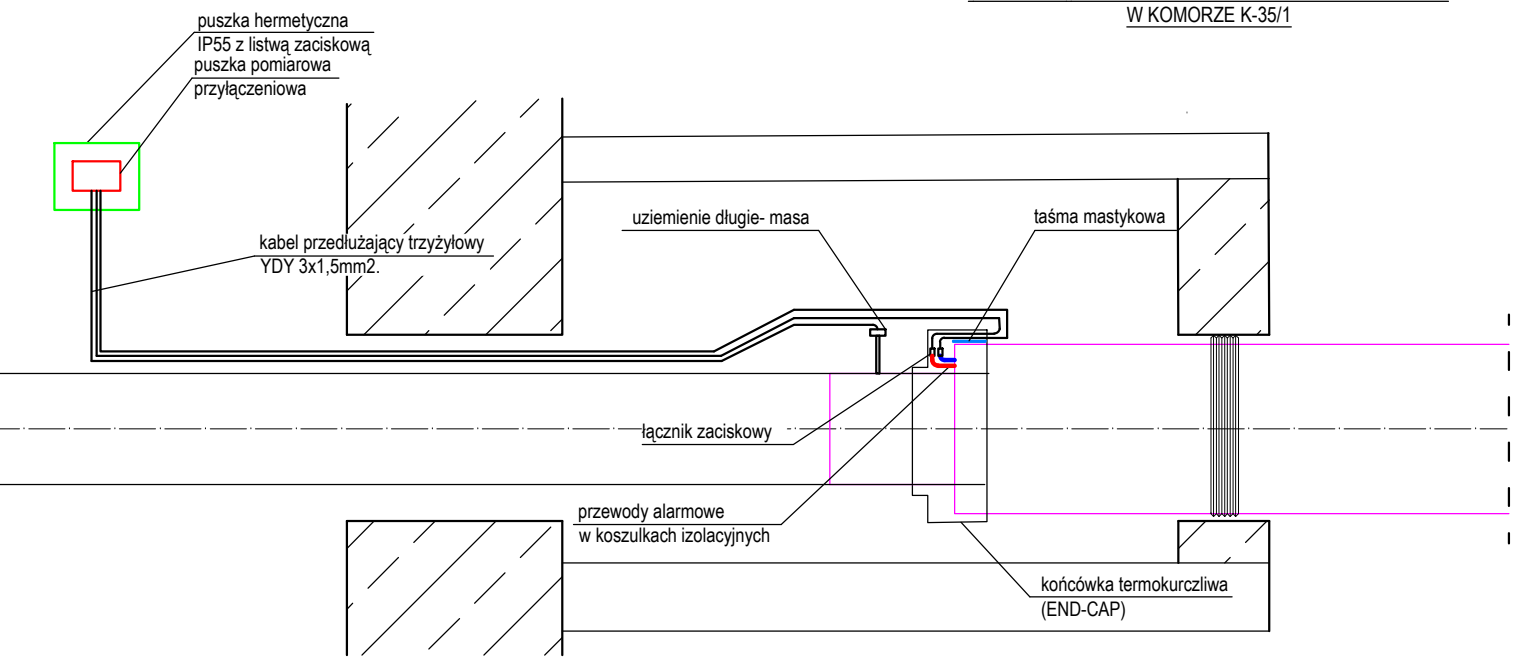 W KOMORZE K-35/1
puszka hermetyczna
IP55 z listwą zaciskową
puszka pomiarowa
przyłączeniowa
uziemienie długie- masa
taśma mastykowa
kabel przedłużający trzyżyłowy
YDY 3x1,5mm2.
łącznik zaciskowy
przewody alarmowe
w koszulkach izolacyjnych
końcówka termokurczliwa
(END-CAP)